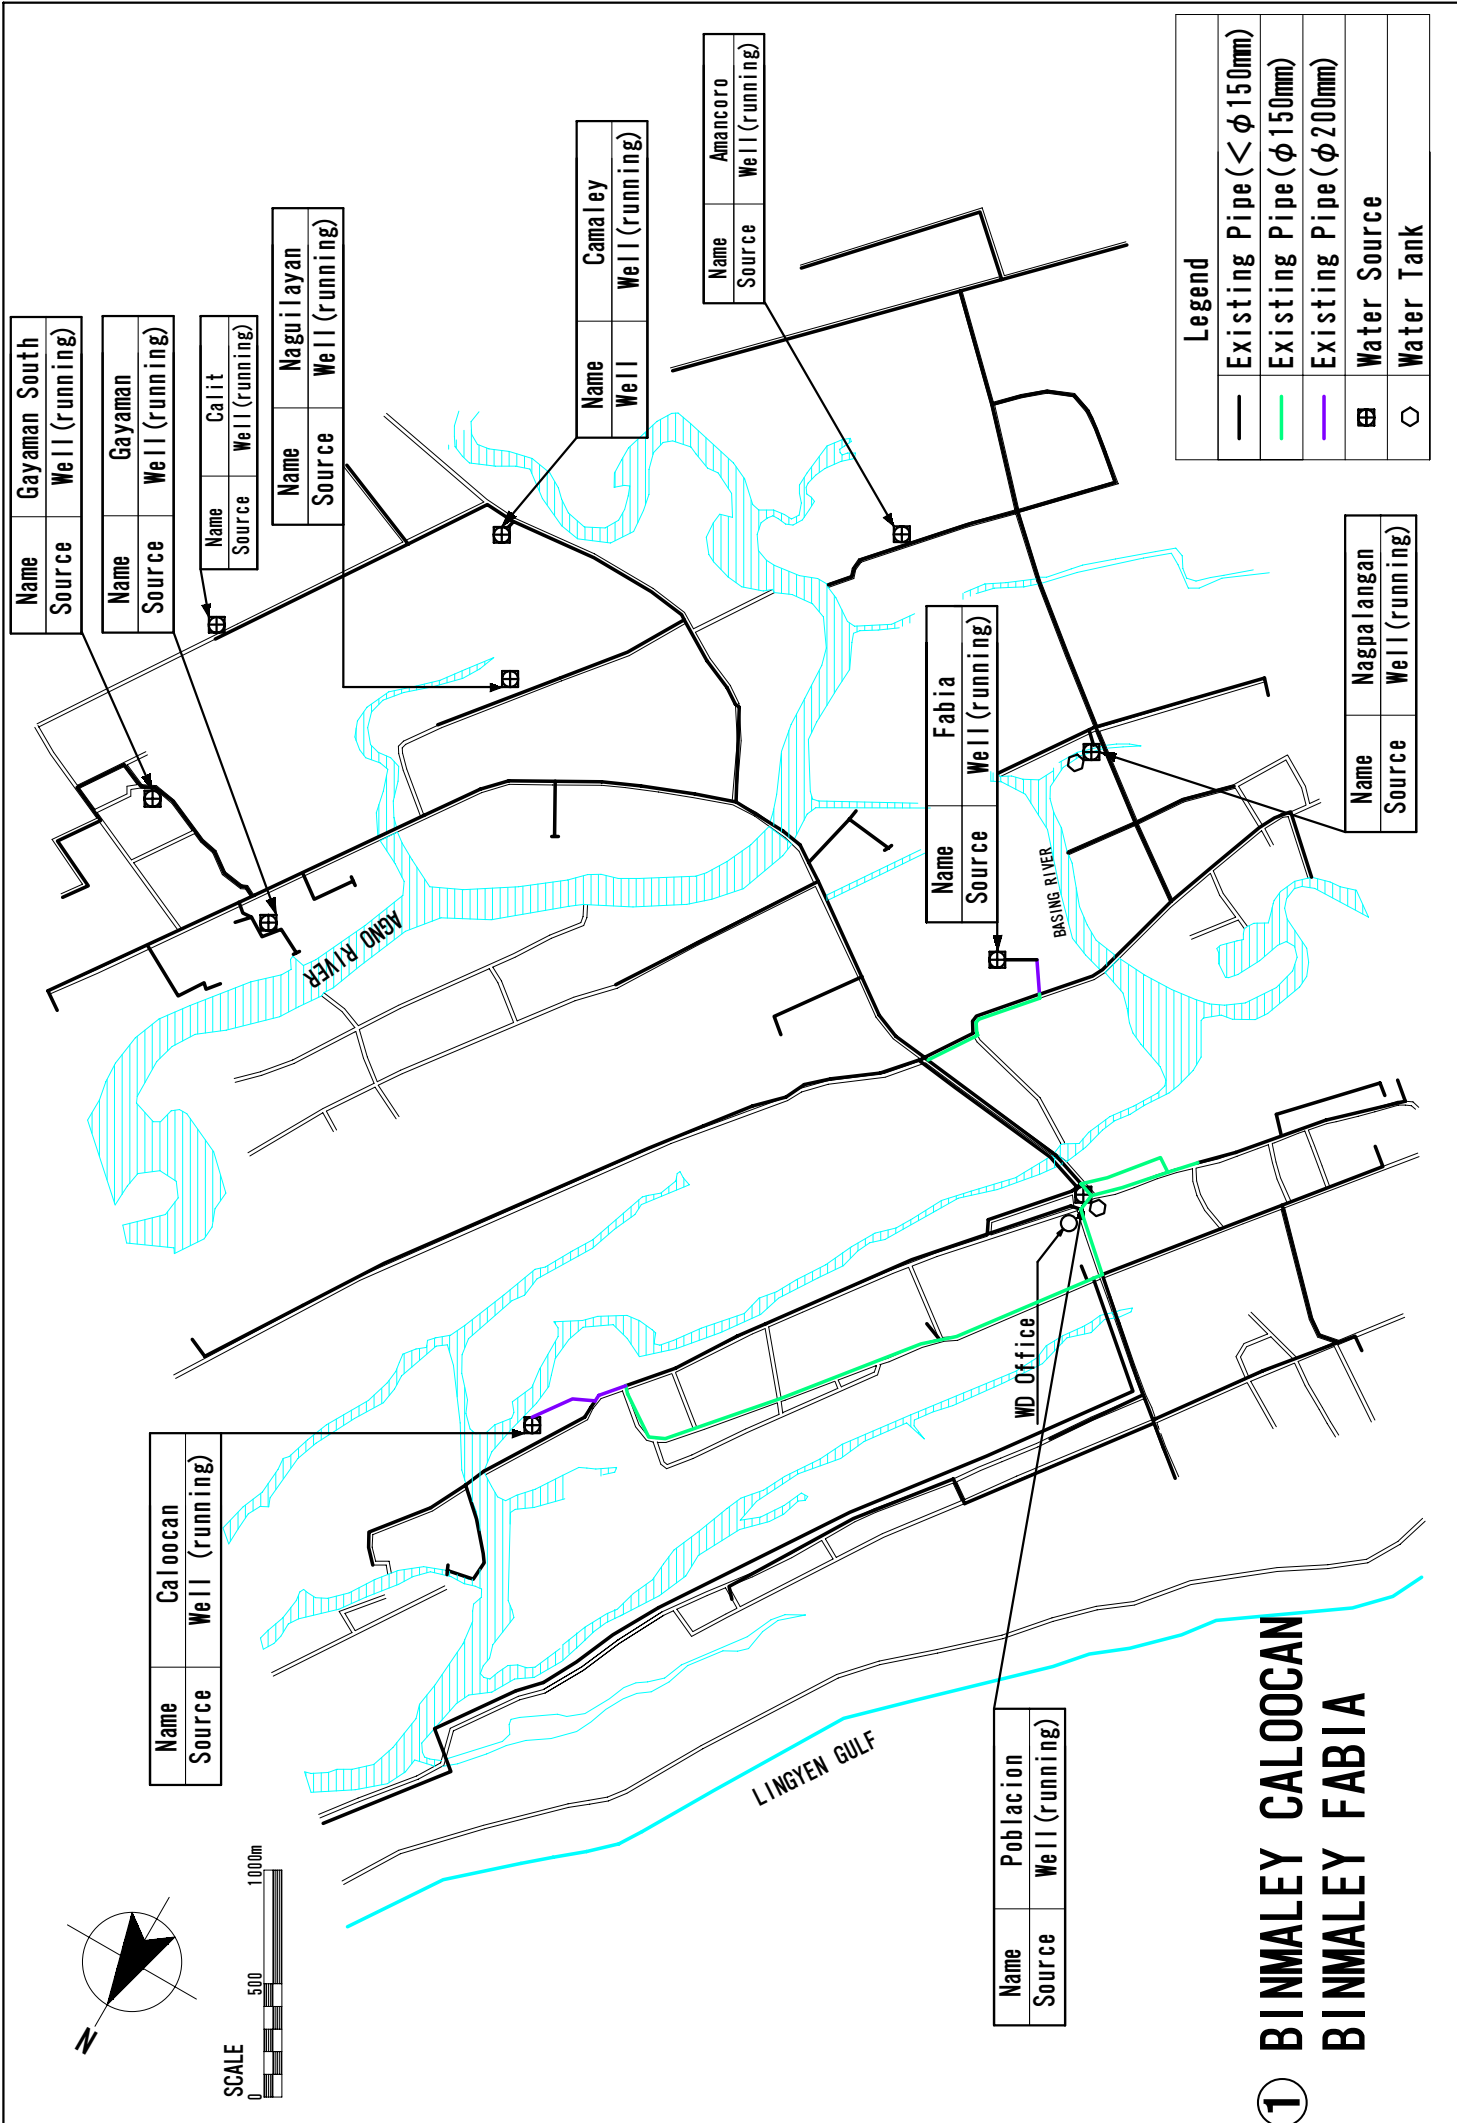 Name Gayaman South
Source Well(running)
Name Gayaman
Source Well(running)
Name Calit
Source Well(running)
Name Naguilayan
Source Well(running)
Name Camaley
Well Well(running)
Name Amancoro
Source Well(running)
Name Fabia
Source Well(running)
Name Nagpalangan
Source Well(running)
Name Caloocan
Source Well (running)
Name Poblacion
Source Well(running)
AGNO RIVER
BASING RIVER
WD Office
LINGYEN GULF
Legend
Existing Pipe(<φ150mm)
Existing Pipe(φ150mm)
Existing Pipe(φ200mm)
Water Source
Water Tank
N
SCALE
0 500 1000m
① BINMALEY CALOOCAN
BINMALEY FABIA